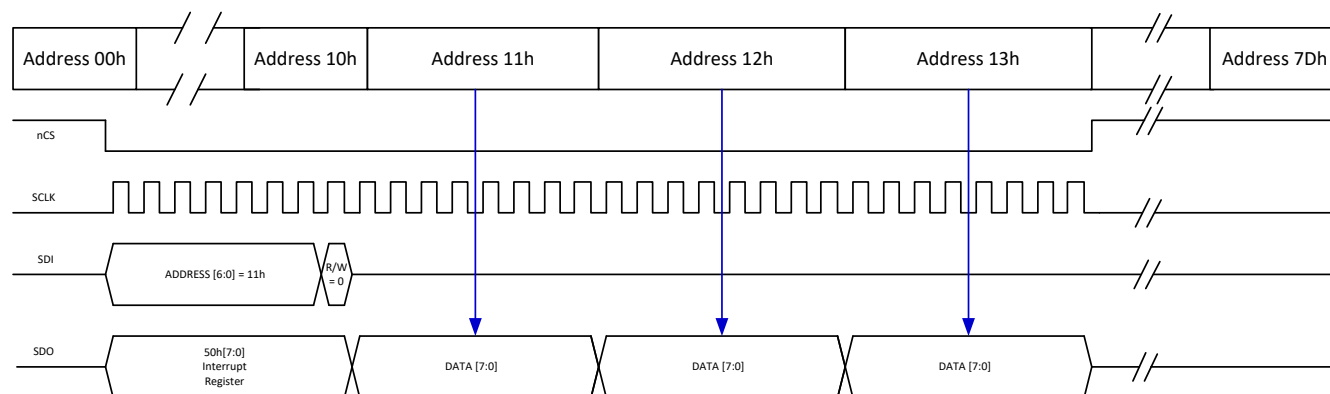 Address 00h Address 10h Address 11h Address 12h Address 13h Address 7Dh
nCS
SCLK
SDI
ADDRESS [6:0] = 11h
R/W
= 0
SDO
50h[7:0]
Interrupt
Register
DATA [7:0] DATA [7:0] DATA [7:0]